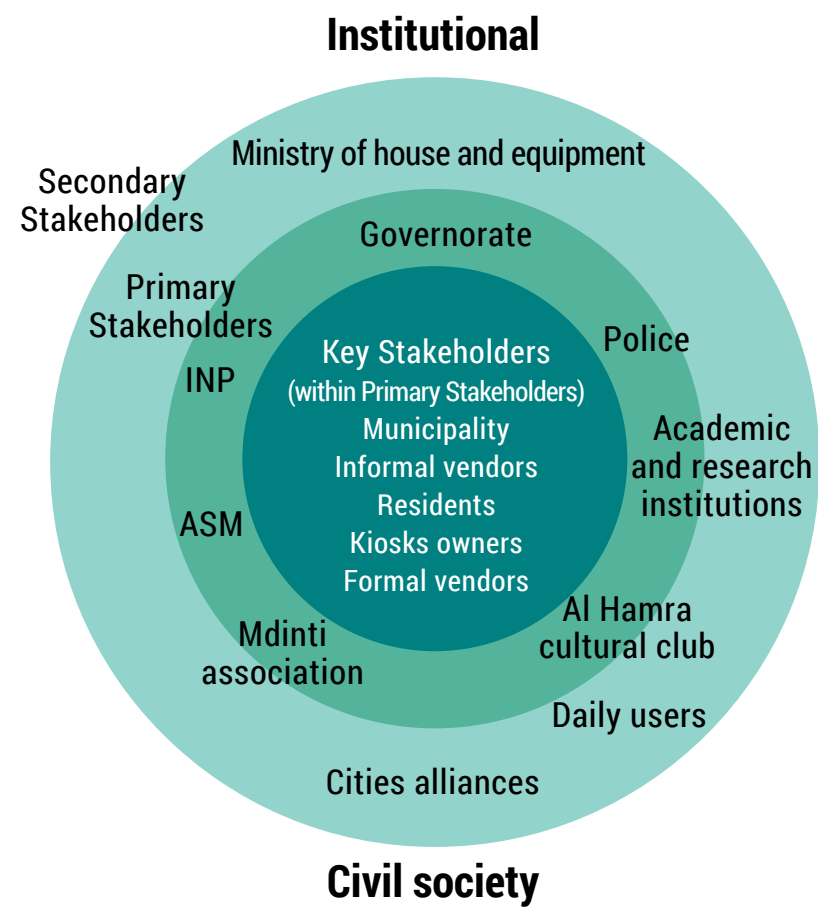 Institutional
Ministry of house and equipment
Secondary
Stakeholders
Governorate
Primary
Stakeholders
INP
Police
Key Stakeholders
(within Primary Stakeholders)
Municipality
Informal vendors
Residents
Kiosks owners
Formal vendors
Academic
and research
institutions
ASM
Al Hamra
cultural club
Mdinti
association
Daily users
Cities alliances
Civil society